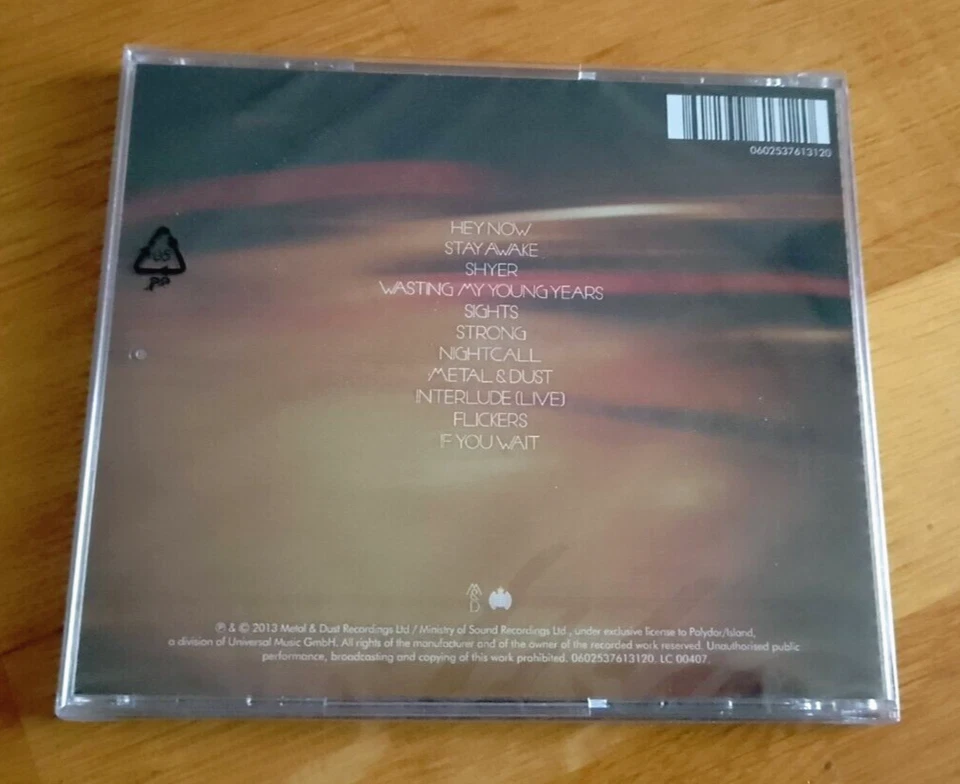 0602537613120
HEY NOW
STAY AWAKE
SHYER
WASTING MY YOUNG YEARS
SIGHTS
STRONG
NIGHTCALL
METAL & DUST
INTERLUDE (LIVE)
FLICKERS
IF YOU WAIT
05
PP
M&D
℗ & © 2013 Metal & Dust Recordings Ltd / Ministry of Sound Recordings Ltd., under exclusive license to Polydor/Island,
a division of Universal Music GmbH. All rights of the manufacturer and of the owner of the recorded work reserved. Unauthorised public
performance, broadcasting and copying of this work prohibited. 0602537613120. LC 00407.